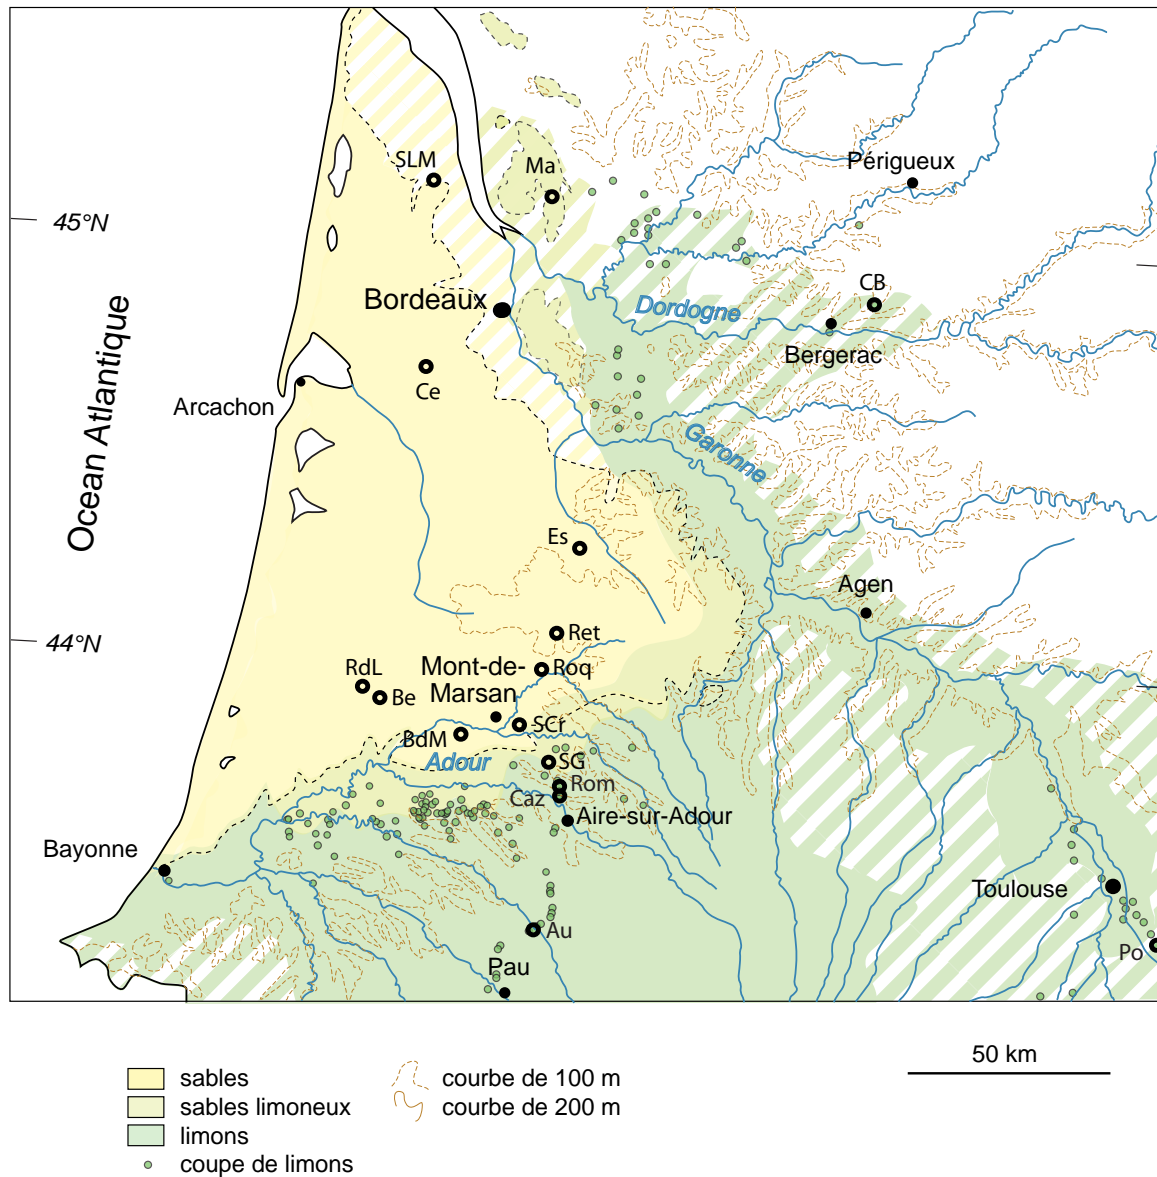 SLM
Ma
Périgueux
45°N
CB
Bordeaux
Dordogne
Bergerac
Ocean Atlantique
Ce
Arcachon
Garonne
Es
Agen
44°N
Ret
RdL
Mont-de-
Marsan
Roq
Be
SCr
BdM
Adour
SG
Rom
Caz
Aire-sur-Adour
Bayonne
Toulouse
Au
Po
Pau
50 km
sables
courbe de 100 m
sables limoneux
courbe de 200 m
limons
coupe de limons